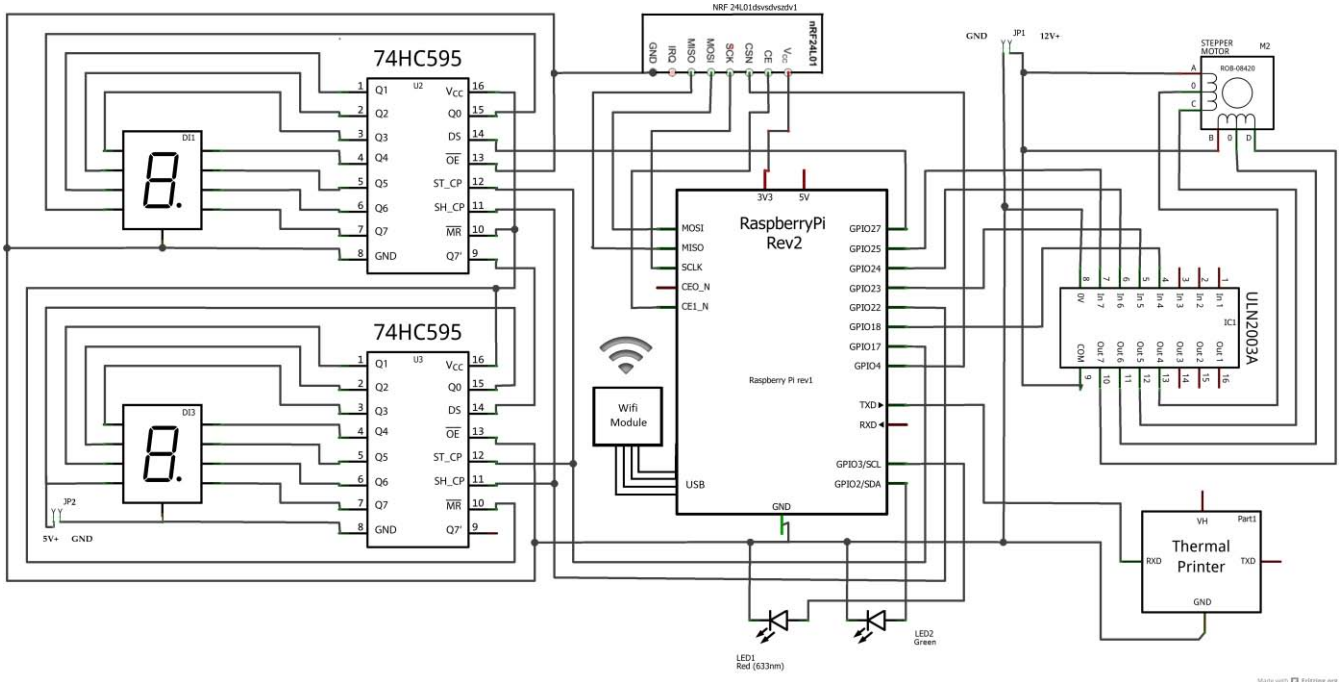 NRF 24L01dsvsdvszdv1
nRF24L01
GND
IRQ
MISO
MOSI
SCK
CSN
CE
Vcc
GND
JP1
12V+
STEPPER
MOTOR
M2
ROB-08420
A
0
C
B
0
D
74HC595
U2
1 Q1 VCC 16
2 Q2 Q0 15
3 Q3 DS 14
4 Q4 OE 13
5 Q5 ST_CP 12
6 Q6 SH_CP 11
7 Q7 MR 10
8 GND Q7' 9
DI1
8.
74HC595
U3
1 Q1 VCC 16
2 Q2 Q0 15
3 Q3 DS 14
4 Q4 OE 13
5 Q5 ST_CP 12
6 Q6 SH_CP 11
7 Q7 MR 10
8 GND Q7' 9
DI3
8.
JP2
5V+ GND
3V3
5V
RaspberryPi
Rev2
Raspberry Pi rev1
MOSI
MISO
SCLK
CEO_N
CE1_N
USB
GPIO27
GPIO25
GPIO24
GPIO23
GPIO22
GPIO18
GPIO17
GPIO4
TXD
RXD
GPIO3/SCL
GPIO2/SDA
GND
Wifi
Module
ULN2003A
IC1
8 7 6 5 4 3 2 1
0V
In 7
In 6
In 5
In 4
In 3
In 2
In 1
COM
Out 7
Out 6
Out 5
Out 4
Out 3
Out 2
Out 1
9 10 11 12 13 14 15 16
VH
Part1
Thermal
Printer
RXD
TXD
GND
LED1
Red (633nm)
LED2
Green
Made with Fritzing.org